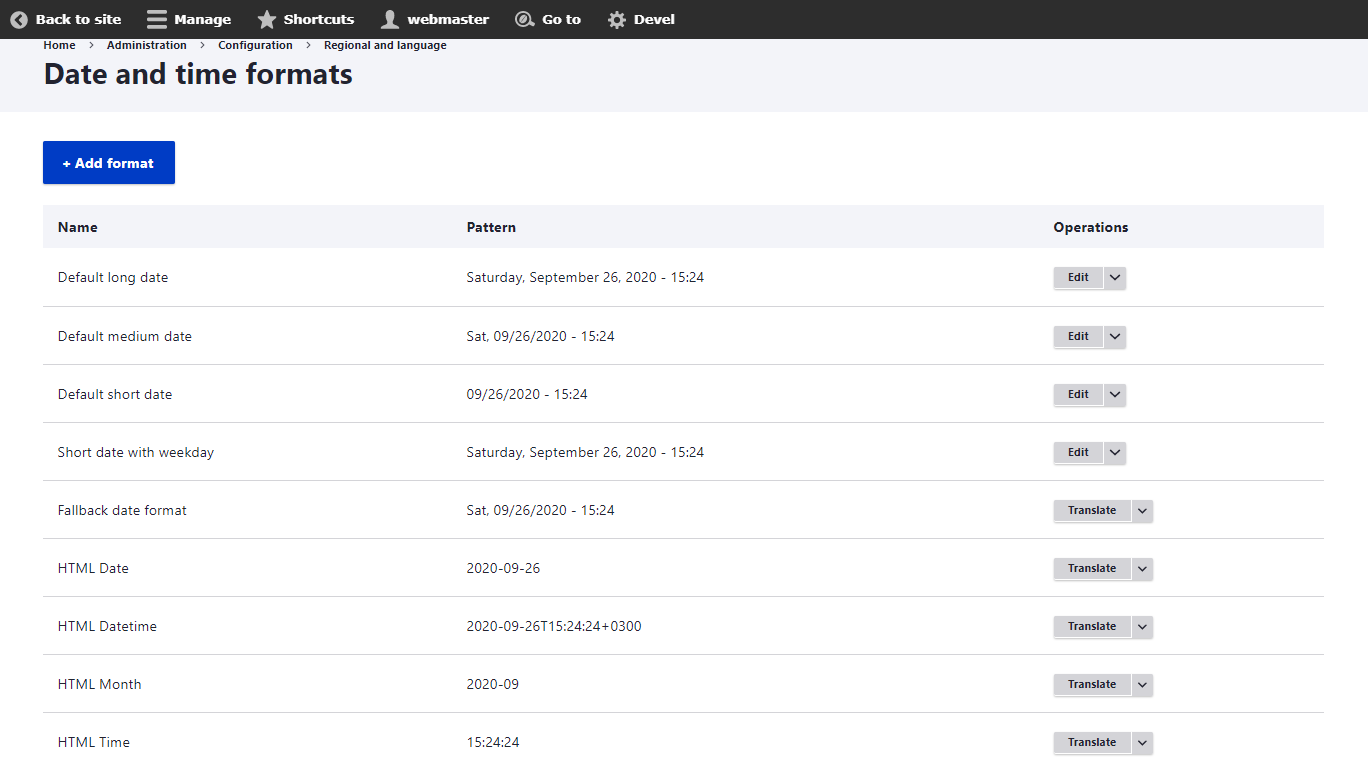 Back to site Manage Shortcuts webmaster Go to Devel
Home > Administration > Configuration > Regional and language
Date and time formats
+ Add format
Name Pattern Operations
Default long date Saturday, September 26, 2020 - 15:24 Edit
Default medium date Sat, 09/26/2020 - 15:24 Edit
Default short date 09/26/2020 - 15:24 Edit
Short date with weekday Saturday, September 26, 2020 - 15:24 Edit
Fallback date format Sat, 09/26/2020 - 15:24 Translate
HTML Date 2020-09-26 Translate
HTML Datetime 2020-09-26T15:24:24+0300 Translate
HTML Month 2020-09 Translate
HTML Time 15:24:24 Translate